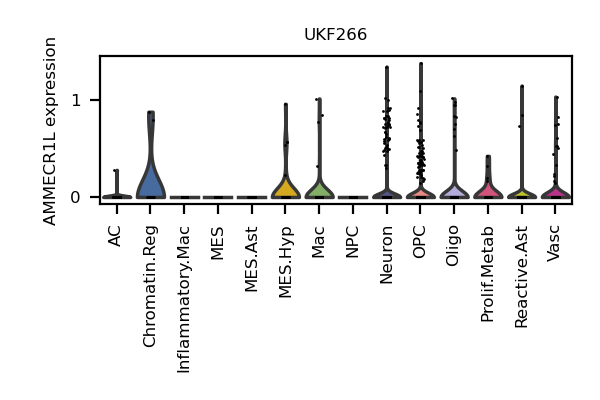 UKF266
AMMECR1L expression
1
0
AC
Chromatin.Reg
Inflammatory.Mac
MES
MES.Ast
MES.Hyp
Mac
NPC
Neuron
OPC
Oligo
Prolif.Metab
Reactive.Ast
Vasc